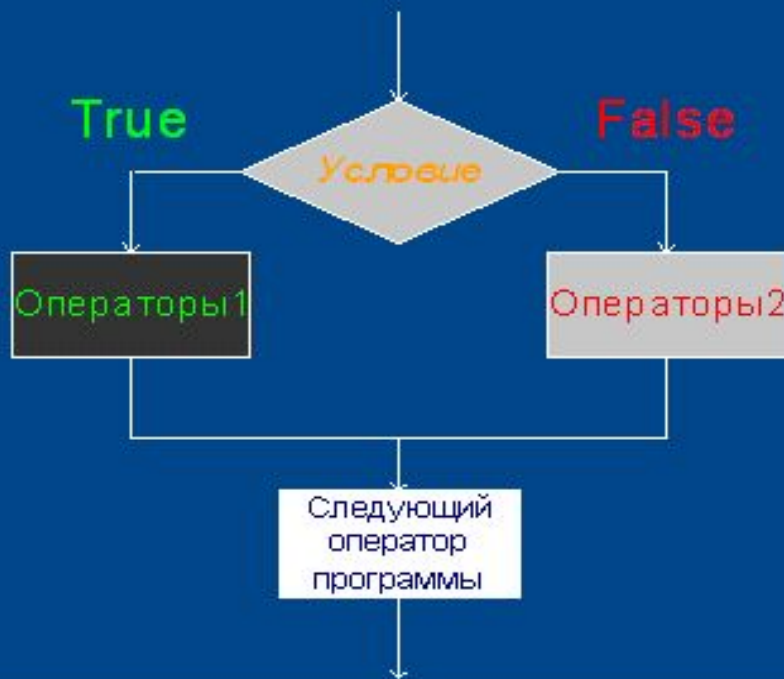 True
False
Условие
Операторы1
Операторы2
Следующий
оператор
программы